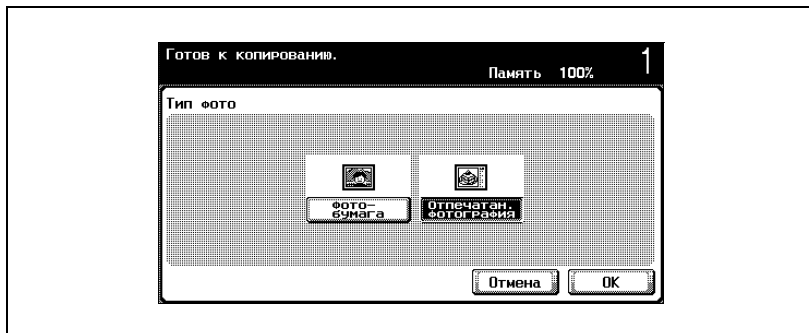 Готов к копированию.
Память 100% 1
Тип фото
Фото-
бумага
Отпечатан.
фотография
Отмена OK